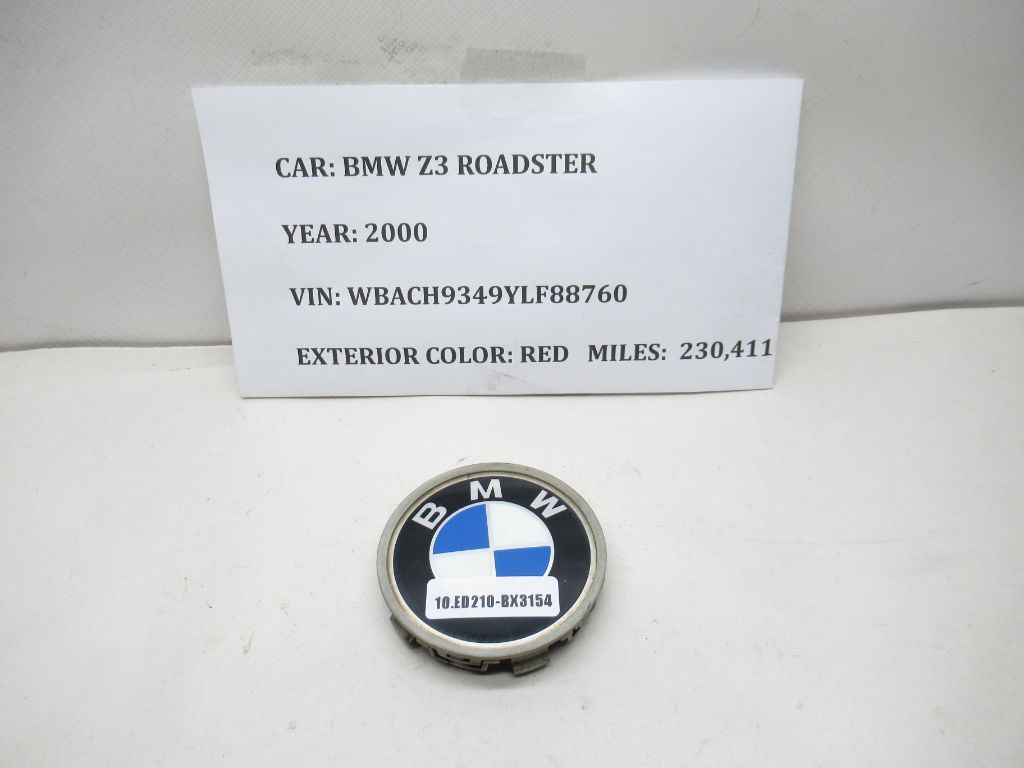 CAR: BMW Z3 ROADSTER
YEAR: 2000
VIN: WBACH9349YLF88760
EXTERIOR COLOR: RED MILES: 230,411
BMW
10.ED210-BX3154